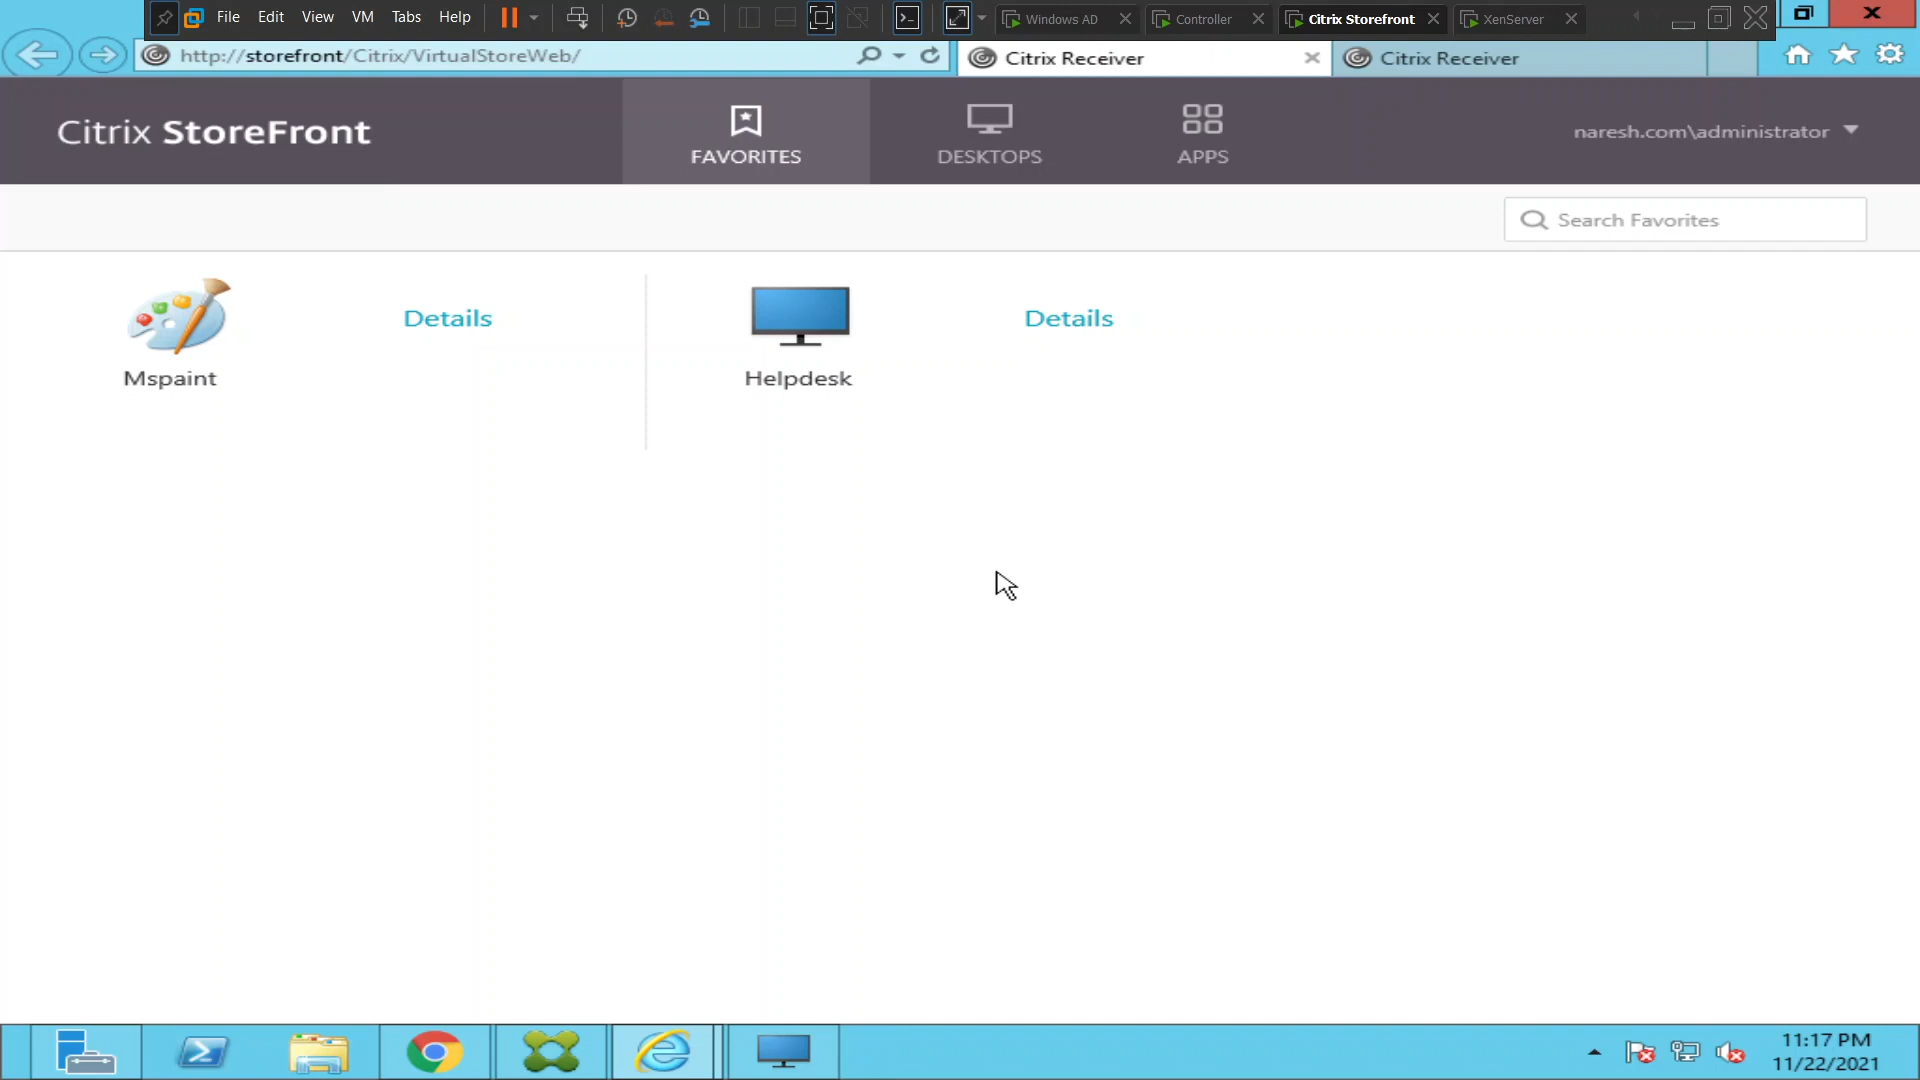 File Edit View VM Tabs Help
Windows AD
Controller
Citrix Storefront
XenServer
http://storefront/Citrix/VirtualStoreWeb/
Citrix Receiver
Citrix Receiver
Citrix StoreFront
FAVORITES
DESKTOPS
APPS
naresh.com\administrator
Search Favorites
Details
Details
Mspaint
Helpdesk
11:17 PM
11/22/2021